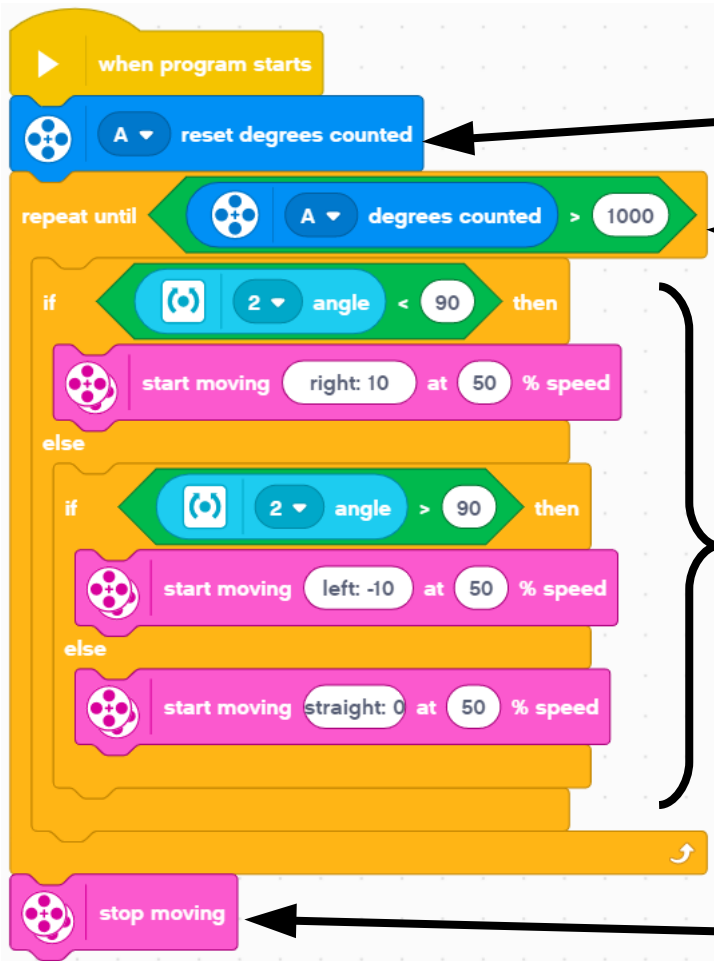 when program starts
A reset degrees counted
repeat until A degrees counted > 1000
if 2 angle < 90 then
start moving right: 10 at 50 % speed
else
if 2 angle > 90 then
start moving left: -10 at 50 % speed
else
start moving straight: 0 at 50 % speed
stop moving